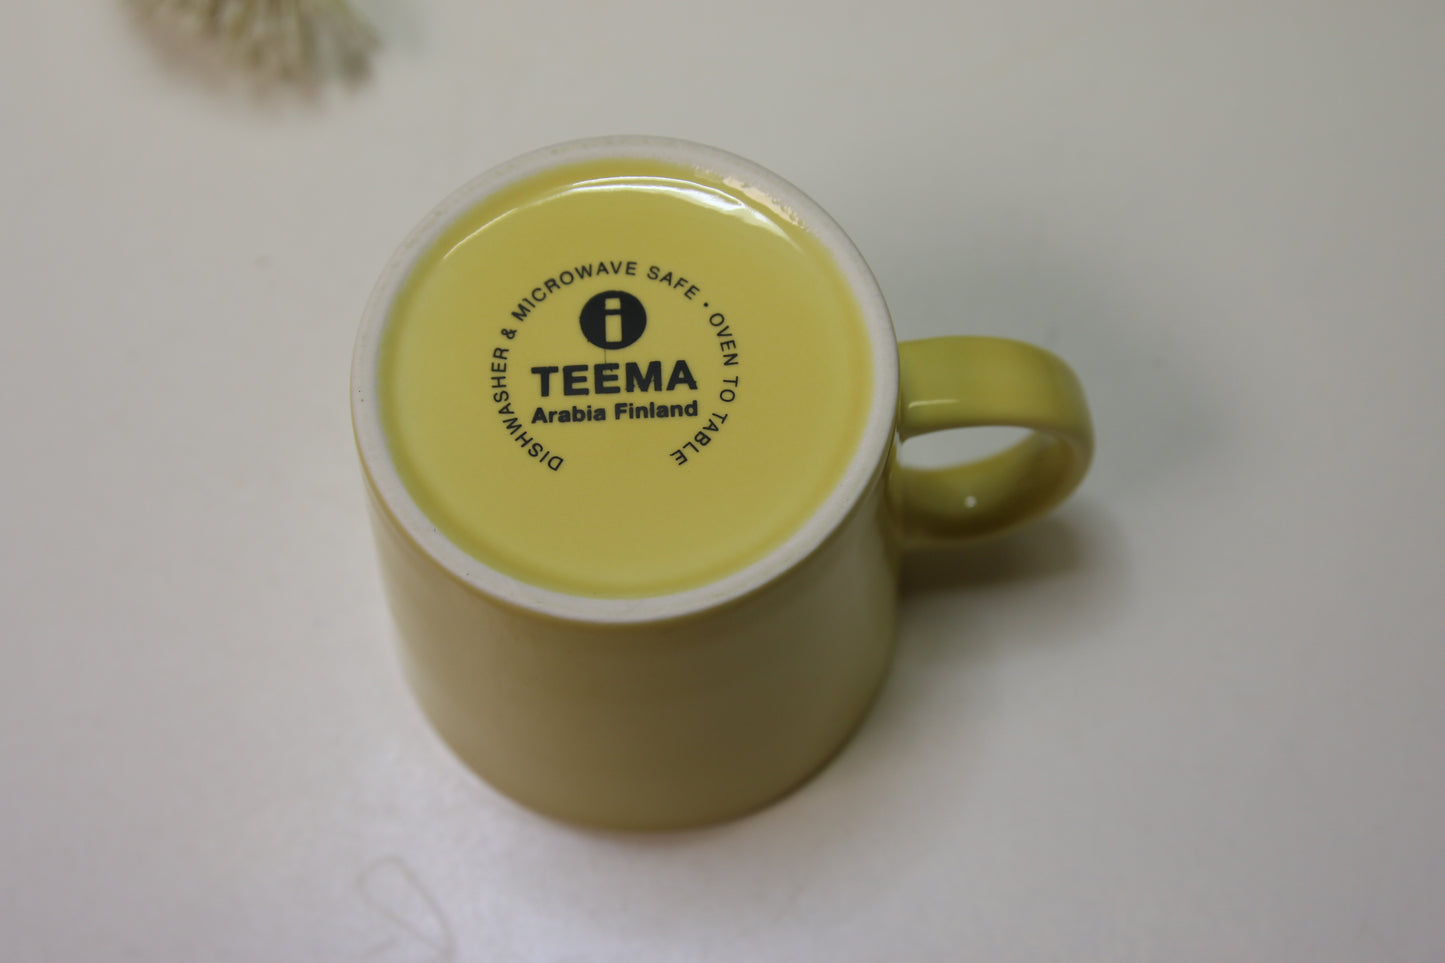 DISHWASHER & MICROWAVE SAFE · OVEN TO TABLE
i
TEEMA
Arabia Finland